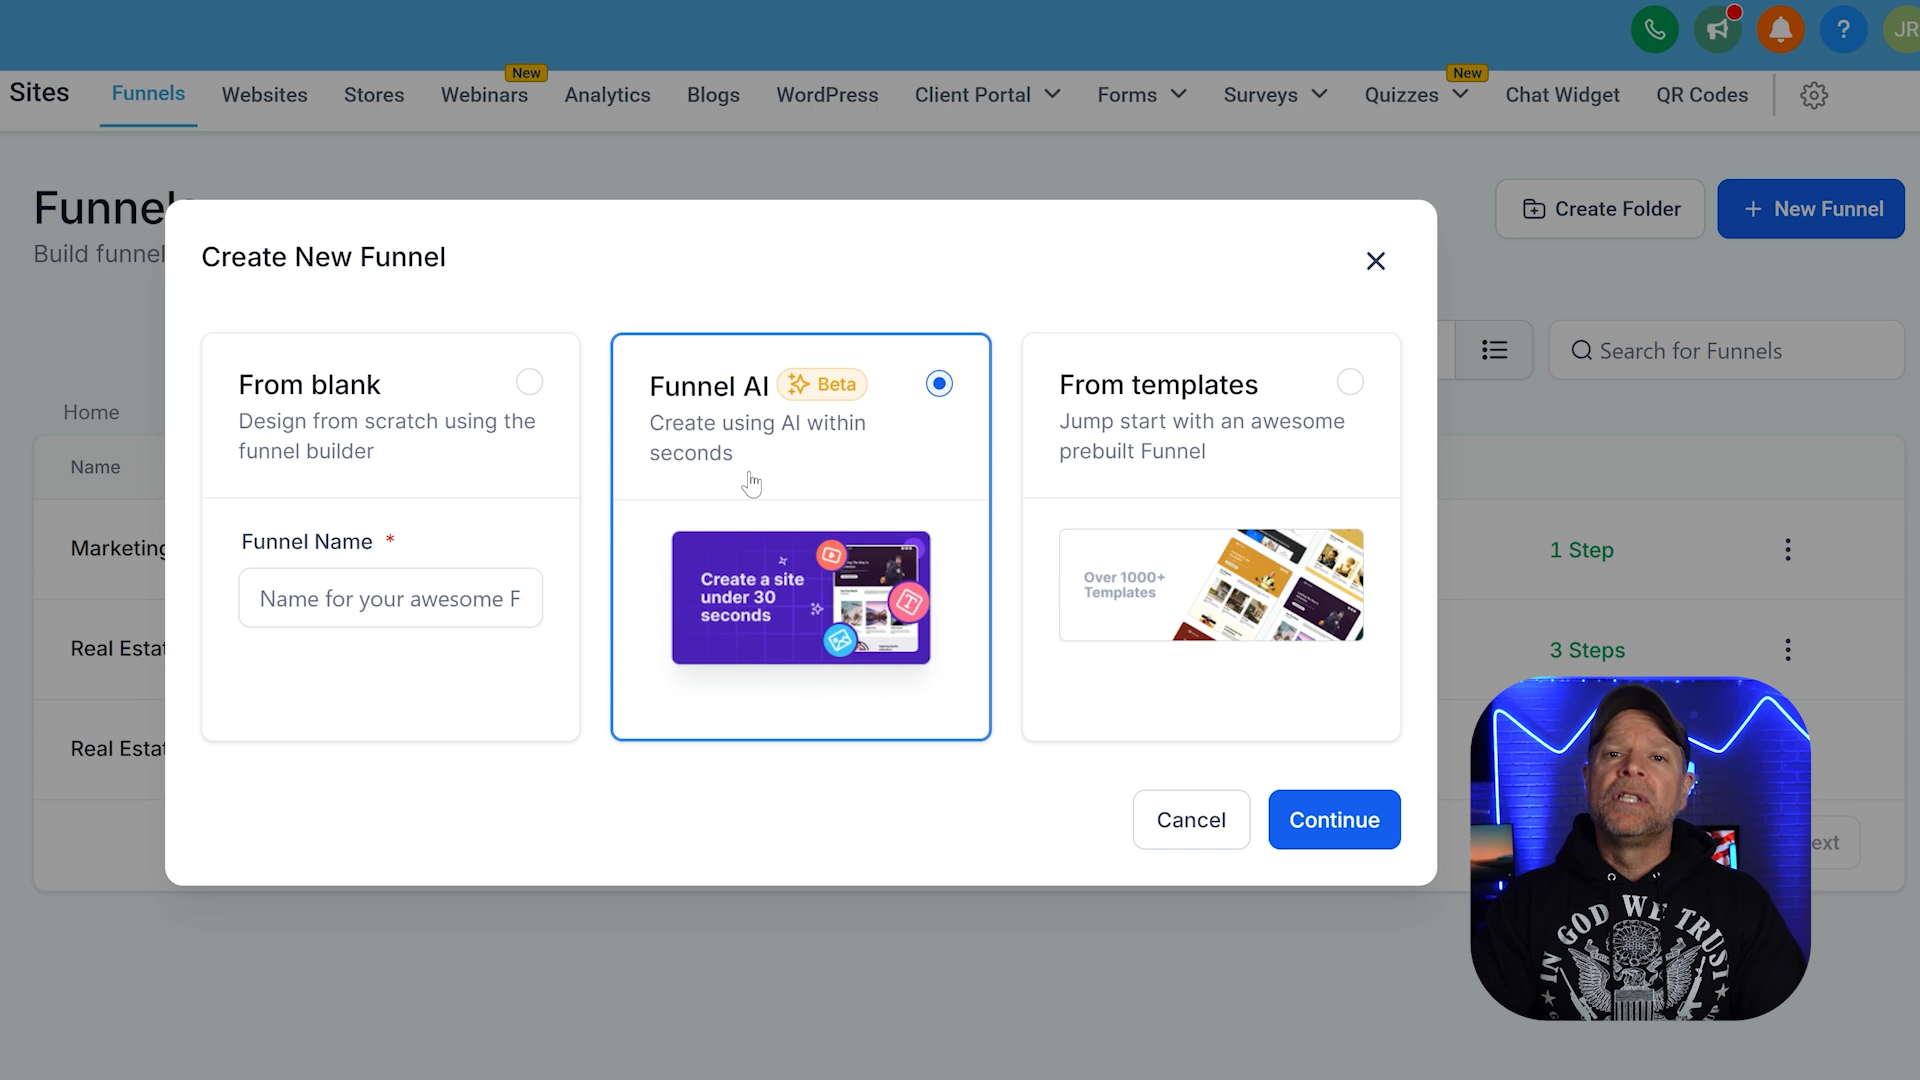 JR
Sites
Funnels
Websites
Stores
Webinars
New
Analytics
Blogs
WordPress
Client Portal
Forms
Surveys
Quizzes
New
Chat Widget
QR Codes
Build funnel
Create Folder
+ New Funnel
Search for Funnels
Home
Name
Marketing
1 Step
3 Steps
Create New Funnel
From blank
Design from scratch using the
funnel builder
Funnel Name *
Name for your awesome F
Funnel AI
Beta
Create using AI within
seconds
Create a site
under 30
seconds
From templates
Jump start with an awesome
prebuilt Funnel
Over 1000+
Templates
Cancel
Continue
IN GOD WE TRUST